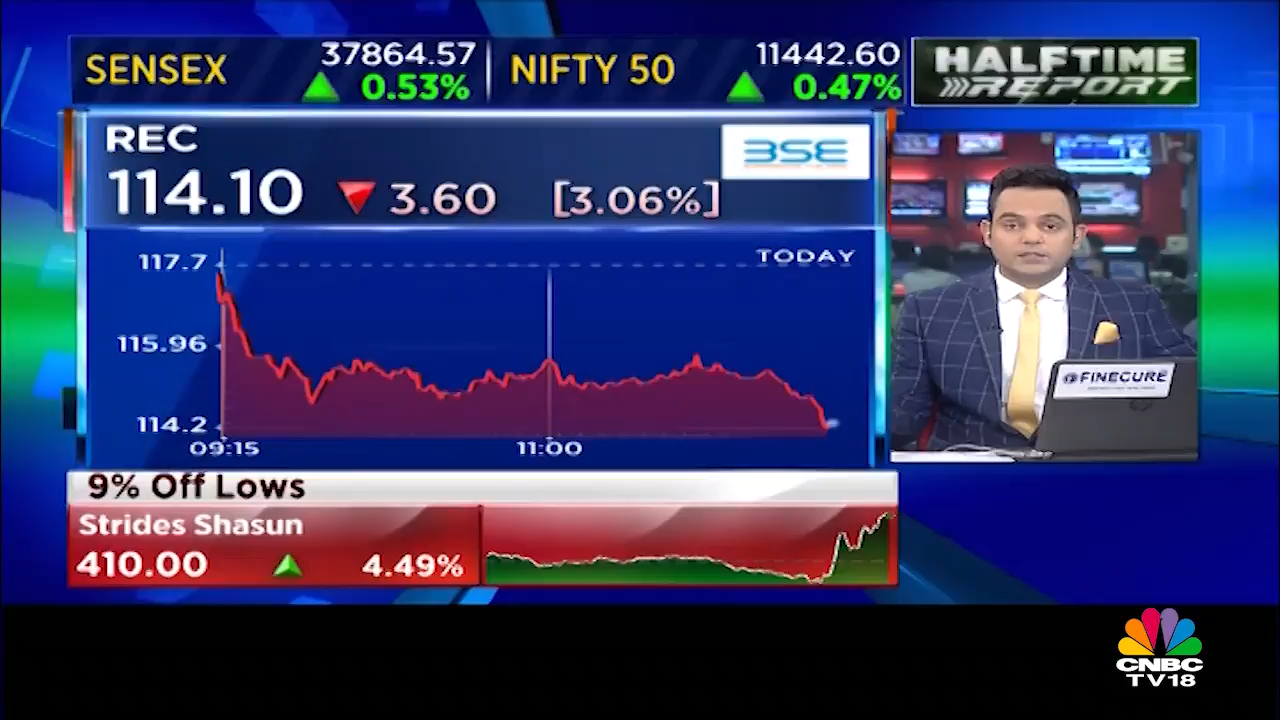 SENSEX 37864.57 0.53%
NIFTY 50 11442.60 0.47%
HALFTIME
REPORT
REC
114.10 3.60 [3.06%]
BSE
TODAY
117.7
115.96
114.2
09:15 11:00
FINECURE
9% Off Lows
Strides Shasun
410.00 4.49%
CNBC
TV18